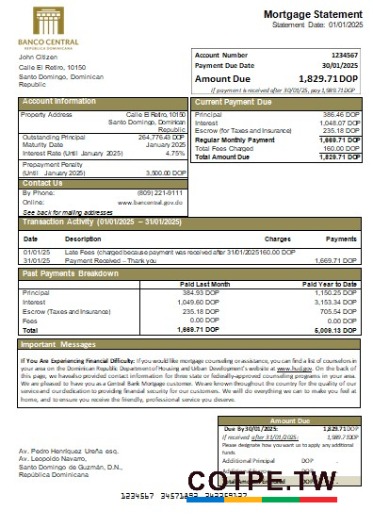 Mortgage Statement
Statement Date: 01/01/2025
BANCO CENTRAL
REPÚBLICA DOMINICANA
John Citizen
Calle El Retiro, 10150
Santo Domingo, Dominican
Republic
Account Number 1234567
Payment Due Date 30/01/2025
Amount Due 1,829.71DOP
If payment is received after 30/01/25, pay 1,989.71DOP.
Account Information
Property Address Calle El Retiro, 10150
Santo Domingo, Dominican
Republic
Outstanding Principal 264,776.43 DOP
Maturity Date January 2025
Interest Rate (Until January 2025) 4.75%
Prepayment Penalty
(Until January 2025) 3,500.00 DOP
Contact Us
By Phone: (809) 221-9111
Online: www.bancentral.gov.do
See back for mailing addresses
Current Payment Due
Principal 386.46 DOP
Interest 1,048.07 DOP
Escrow (for Taxes and Insurance) 235.18 DOP
Regular Monthly Payment 1,669.71 DOP
Total Fees Charged 160.00 DOP
Total Amount Due 1,829.71 DOP
Transaction Activity (01/01/2025 – 31/01/2025)
Date Description Charges Payments
01/01/25 Late Fees (charged because payment was received after 31/01/2025)160.00 DOP
31/01/25 Payment Received – Thank you 1,669.71 DOP
Past Payments Breakdown
Paid Last Month Paid Year to Date
Principal 384.93 DOP 1,150.25 DOP
Interest 1,049.60 DOP 3,153.34 DOP
Escrow (Taxes and Insurance) 235.18 DOP 705.54 DOP
Fees 0.00 DOP 0.00 DOP
Total 1,669.71 DOP 5,009.13 DOP
Important Messages
If You Are Experiencing Financial Difficulty: If you would like mortgage counseling or assistance, you can find a list of counselors in
your area on the Dominican Republic Department of Housing and Urban Development's website at www.hud.gov. On the back of
this page, we have also provided contact information for three state or federally-approved counseling programs in your area.
We are pleased to have you as a Central Bank Mortgage customer. We are known throughout the country for the quality of our
service and our dedication to providing financial security for our customers. We will do everything we can to make you feel at
home, and to ensure you receive the friendly, professional service you deserve.
Amount Due
Due By 30/01/2025: 1,829.71DOP
if received after 31/01/2025: 1,989.71DOP
Please designate how you want us to apply any additional
funds.
Additional Principal DOP
DOP
Av. Pedro Henríquez Ureña esq.
Av. Leopoldo Navarro,
Santo Domingo de Guzmán, D.N.,
República Dominicana
1234567